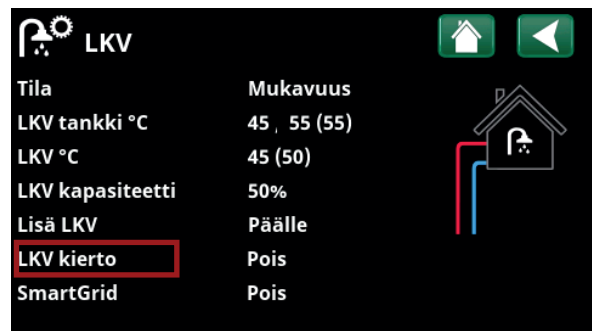 LKV
Tila Mukavuus
LKV tankki °C 45 , 55 (55)
LKV °C 45 (50)
LKV kapasiteetti 50%
Lisä LKV Päälle
LKV kierto Pois
SmartGrid Pois